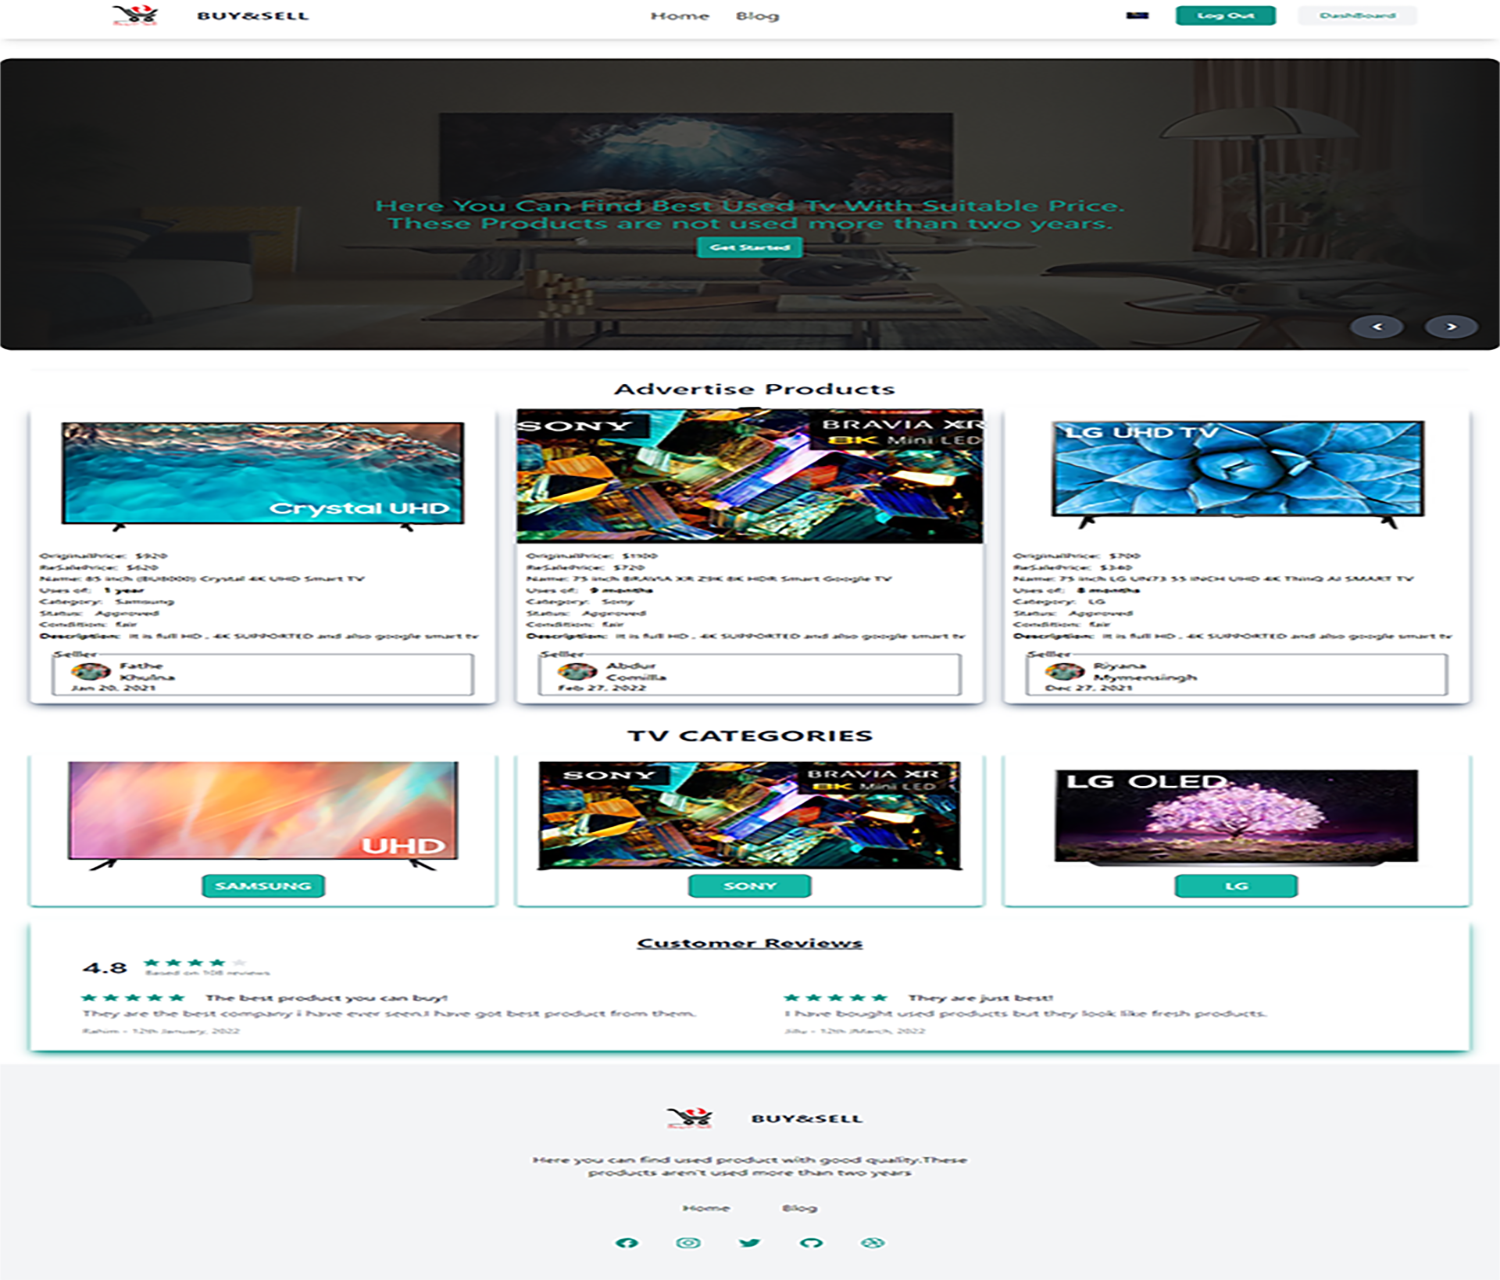 BUY&SELL
Home Blog
Log Out
DashBoard
Here You Can Find Best Used Tv With Suitable Price.
These Products are not used more than two years.
Get Started
Advertise Products
Crystal UHD
OriginalPrice: $920
ReSalePrice: $620
Name: 85 inch (BU8000) Crystal 4K UHD Smart TV
Uses of: 1 year
Category: Samsung
Status: Approved
Condition: fair
Description: It is full HD , 4K SUPPORTED and also google smart tv
Seller
Fathe
Khulna
Jan 20, 2021
SONY
BRAVIA XR
8K Mini LED
OriginalPrice: $1100
ReSalePrice: $720
Name: 75 inch BRAVIA XR Z9K 8K HDR Smart Google TV
Uses of: 9 months
Category: Sony
Status: Approved
Condition: fair
Description: It is full HD , 4K SUPPORTED and also google smart tv
Seller
Abdur
Comilla
Feb 27, 2022
LG UHD TV
OriginalPrice: $700
ReSalePrice: $340
Name: 75 inch LG UN73 55 INCH UHD 4K ThinQ AI SMART TV
Uses of: 8 months
Category: LG
Status: Approved
Condition: fair
Description: It is full HD , 4K SUPPORTED and also google smart tv
Seller
Riyana
Mymensingh
Dec 27, 2021
TV CATEGORIES
UHD
SAMSUNG
SONY
BRAVIA XR
8K Mini LED
SONY
LG OLED
LG
Customer Reviews
4.8
Based on 108 reviews
The best product you can buy!
They are the best company i have ever seen.I have got best product from them.
Rahim - 12th January, 2022
They are just best!
I have bought used products but they look like fresh products.
12th March, 2022
BUY&SELL
Here you can find used product with good quality.These
products aren't used more than two years
Home Blog